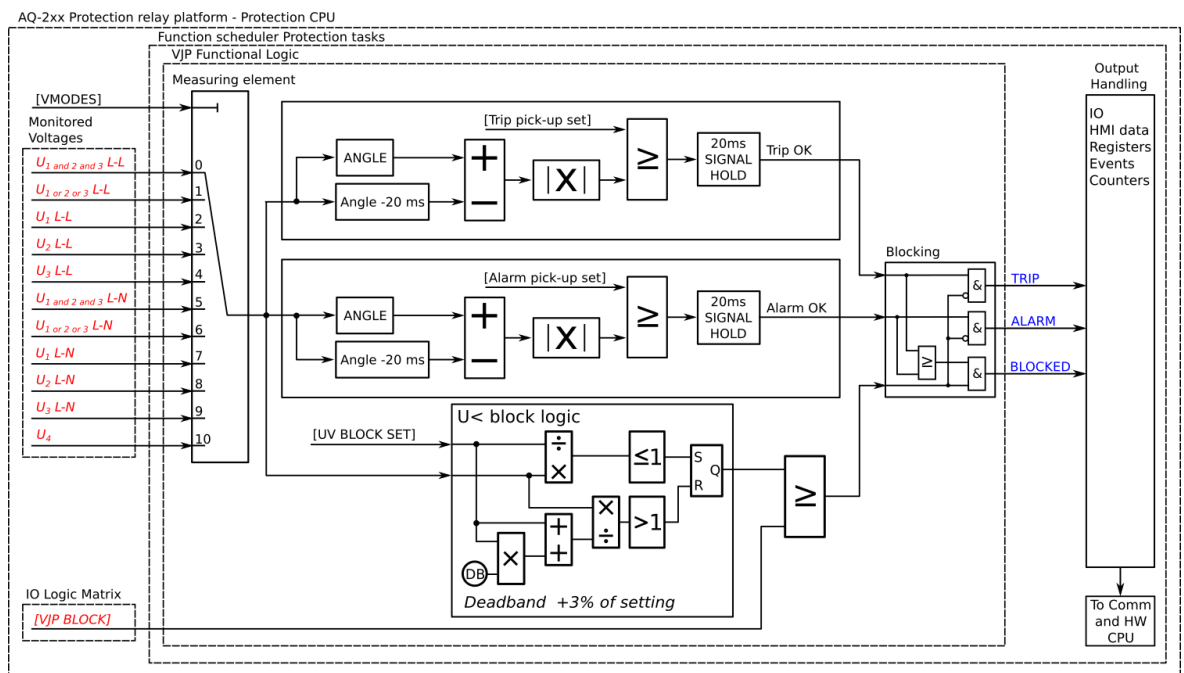 AQ-2xx Protection relay platform - Protection CPU
Function scheduler Protection tasks
VJP Functional Logic
Measuring element
[VMODES]
Monitored
Voltages
U1 and 2 and 3 L-L
U1 or 2 or 3 L-L
U1 L-L
U2 L-L
U3 L-L
U1 and 2 and 3 L-N
U1 or 2 or 3 L-N
U1 L-N
U2 L-N
U3 L-N
U4
0
1
2
3
4
5
6
7
8
9
10
[Trip pick-up set]
ANGLE
Angle -20 ms
+
−
|X|
≥
20ms
SIGNAL
HOLD
Trip OK
[Alarm pick-up set]
ANGLE
Angle -20 ms
+
−
|X|
≥
20ms
SIGNAL
HOLD
Alarm OK
U< block logic
[UV BLOCK SET]
÷
×
≤1
S
Q
R
×
÷
>1
+
+
×
DB
Deadband +3% of setting
≥
Blocking
&
&
≥
&
TRIP
ALARM
BLOCKED
Output
Handling
IO
HMI data
Registers
Events
Counters
To Comm
and HW
CPU
IO Logic Matrix
[VJP BLOCK]